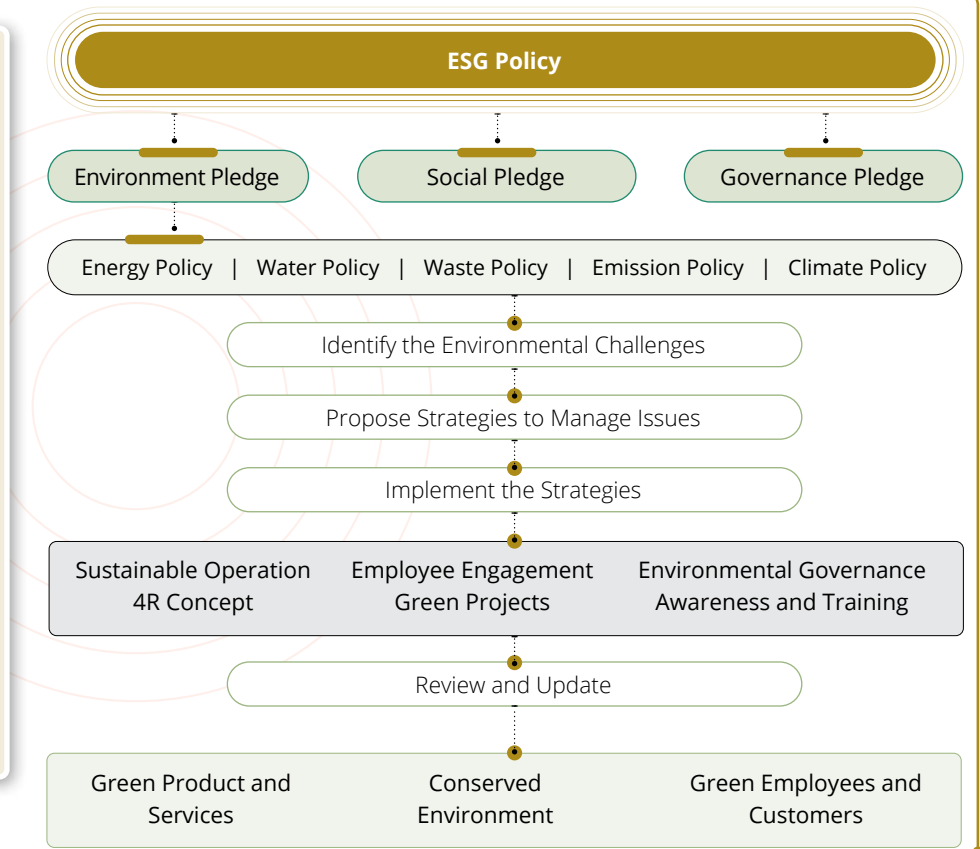 ESG Policy
Environment Pledge
Social Pledge
Governance Pledge
Energy Policy | Water Policy | Waste Policy | Emission Policy | Climate Policy
Identify the Environmental Challenges
Propose Strategies to Manage Issues
Implement the Strategies
Sustainable Operation
4R Concept
Employee Engagement
Green Projects
Environmental Governance
Awareness and Training
Review and Update
Green Product and
Services
Conserved
Environment
Green Employees and
Customers